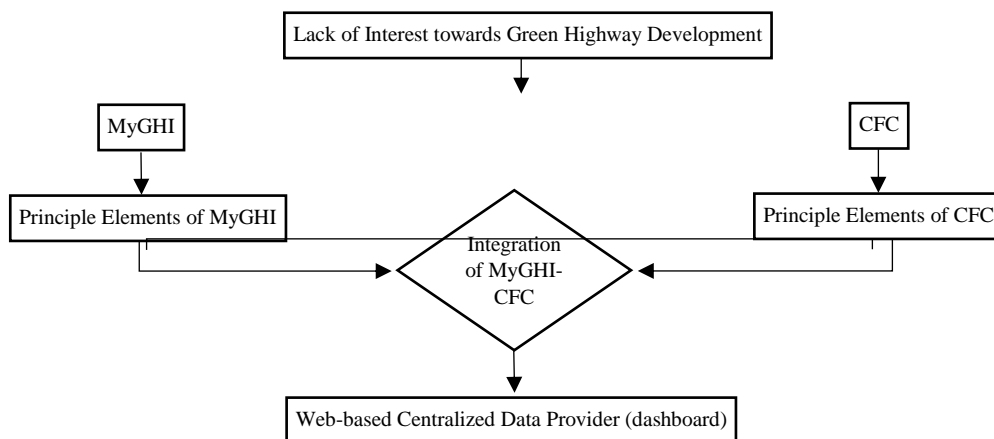 Lack of Interest towards Green Highway Development
MyGHI
CFC
Principle Elements of MyGHI
Principle Elements of CFC
Integration
of MyGHI-
CFC
Web-based Centralized Data Provider (dashboard)